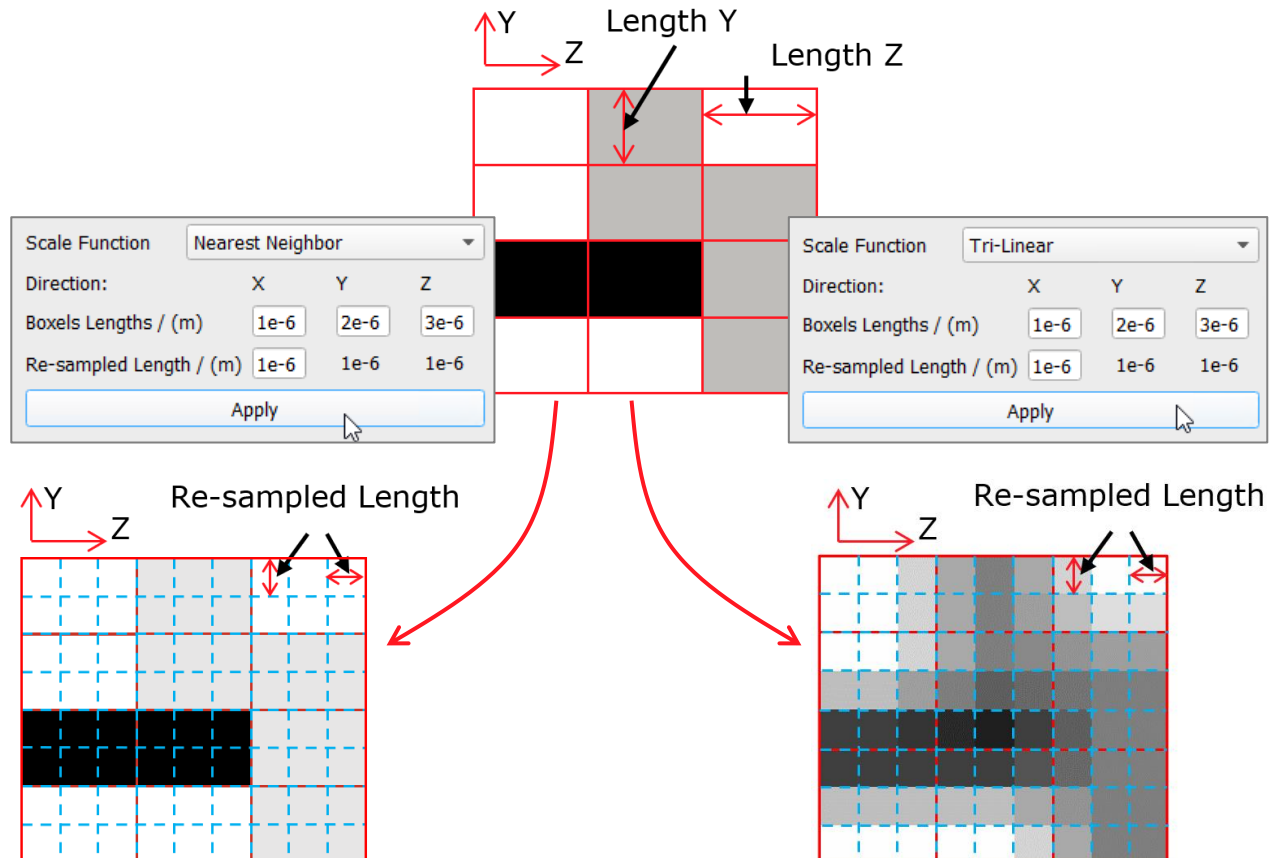 Y
Z
Length Y
Length Z
Scale Function Nearest Neighbor
Direction: X Y Z
Boxels Lengths / (m) 1e-6 2e-6 3e-6
Re-sampled Length / (m) 1e-6 1e-6 1e-6
Apply
Scale Function Tri-Linear
Direction: X Y Z
Boxels Lengths / (m) 1e-6 2e-6 3e-6
Re-sampled Length / (m) 1e-6 1e-6 1e-6
Apply
Y
Z
Re-sampled Length
Y
Z
Re-sampled Length